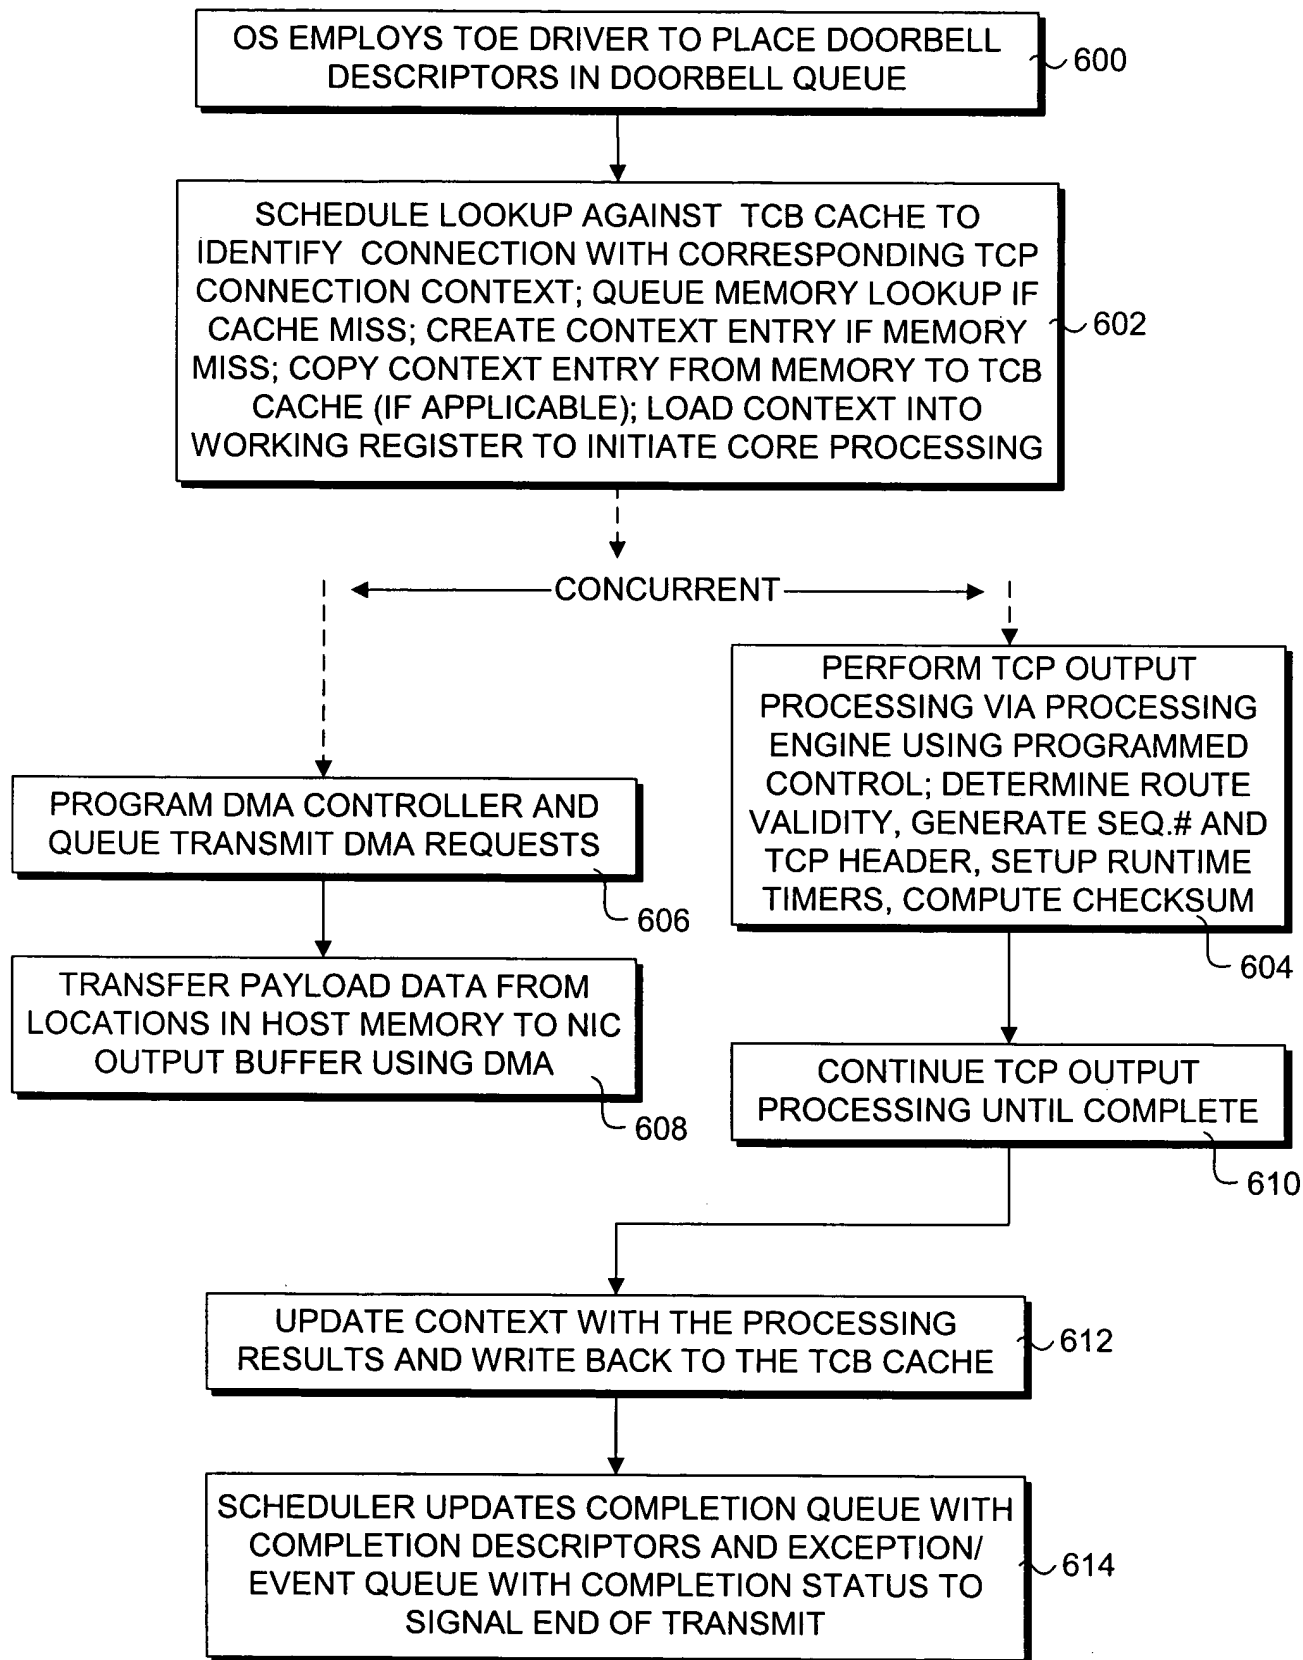 OS EMPLOYS TOE DRIVER TO PLACE DOORBELL
DESCRIPTORS IN DOORBELL QUEUE
600
SCHEDULE LOOKUP AGAINST TCB CACHE TO
IDENTIFY CONNECTION WITH CORRESPONDING TCP
CONNECTION CONTEXT; QUEUE MEMORY LOOKUP IF
CACHE MISS; CREATE CONTEXT ENTRY IF MEMORY
MISS; COPY CONTEXT ENTRY FROM MEMORY TO TCB
CACHE (IF APPLICABLE); LOAD CONTEXT INTO
WORKING REGISTER TO INITIATE CORE PROCESSING
602
CONCURRENT
PERFORM TCP OUTPUT
PROCESSING VIA PROCESSING
ENGINE USING PROGRAMMED
CONTROL; DETERMINE ROUTE
VALIDITY, GENERATE SEQ.# AND
TCP HEADER, SETUP RUNTIME
TIMERS, COMPUTE CHECKSUM
604
PROGRAM DMA CONTROLLER AND
QUEUE TRANSMIT DMA REQUESTS
606
TRANSFER PAYLOAD DATA FROM
LOCATIONS IN HOST MEMORY TO NIC
OUTPUT BUFFER USING DMA
608
CONTINUE TCP OUTPUT
PROCESSING UNTIL COMPLETE
610
UPDATE CONTEXT WITH THE PROCESSING
RESULTS AND WRITE BACK TO THE TCB CACHE
612
SCHEDULER UPDATES COMPLETION QUEUE WITH
COMPLETION DESCRIPTORS AND EXCEPTION/
EVENT QUEUE WITH COMPLETION STATUS TO
SIGNAL END OF TRANSMIT
614